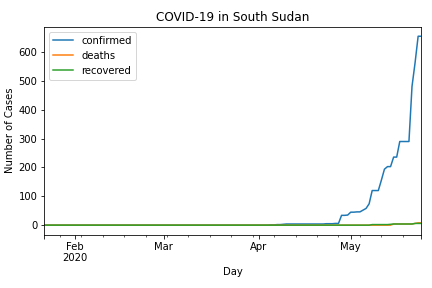 COVID-19 in South Sudan
confirmed
deaths
recovered
600
500
400
300
200
100
0
Number of Cases
Feb
2020
Mar
Apr
May
Day